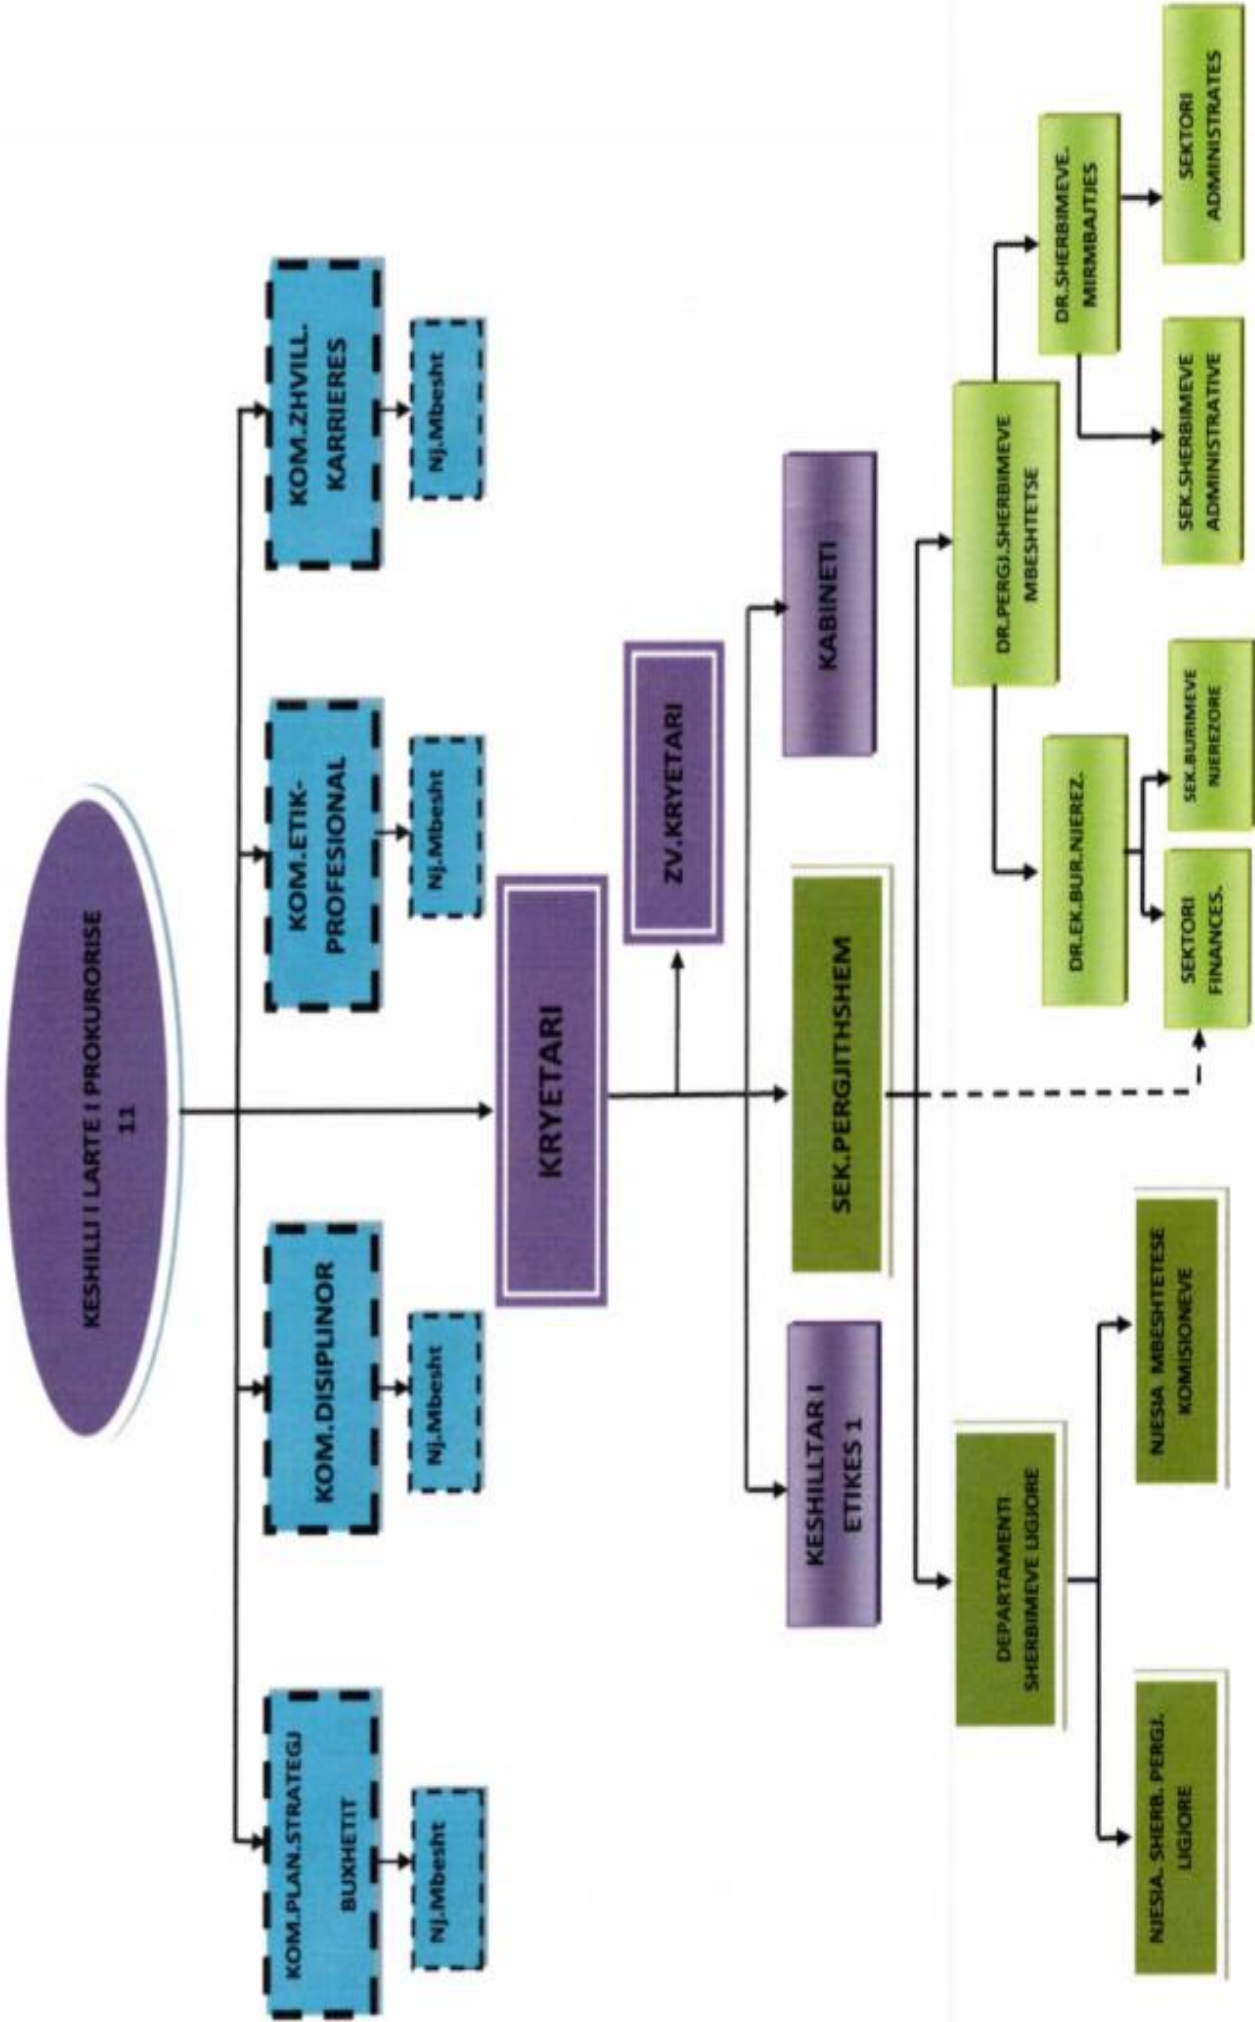 KESHILLI I LARTE I PROKURORISE
11
KOM.PLAN.STRATEGJ
BUXHETIT
KOM.DISIPLINOR
KOM.ETIK-
PROFESIONAL
KOM.ZHVILL.
KARRIERES
Nj.Mbesht
Nj.Mbesht
Nj.Mbesht
Nj.Mbesht
KRYETARI
ZV.KRYETARI
KESHILLTAR I
ETIKES 1
SEK.PERGJITHSHEM
KABINETI
DEPARTAMENTI
SHERBIMEVE LIGJORE
DR.PERGJ.SHERBIMEVE
MBESHTETSE
DR.EK.BUR.NJEREZ.
DR.SHERBIMEVE.
MIRMBAJTJES
NJESIA. SHERB. PERGJ.
LIGJORE
NJESIA MBESHTETESE
KOMISIONEVE
SEKTORI
FINANCES.
SEK.BURIMEVE
NJEREZORE
SEK.SHERBIMEVE
ADMINISTRATIVE
SEKTORI
ADMINISTRATES